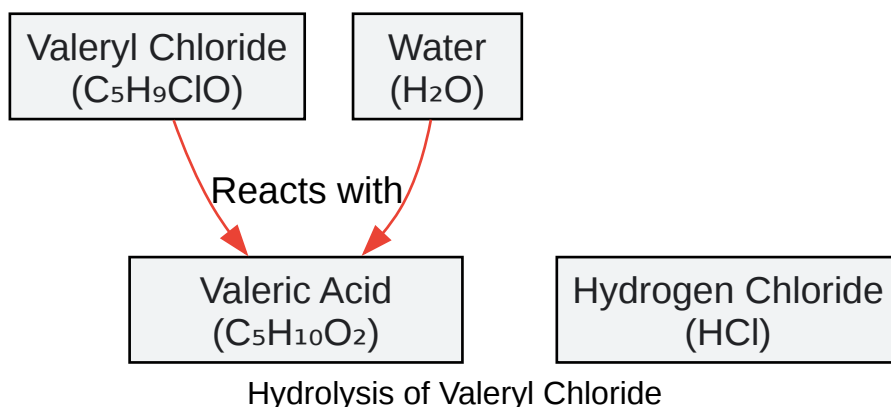 Valeryl Chloride
(C₅H₉ClO)
Water
(H₂O)
Reacts with
Valeric Acid
(C₅H₁₀O₂)
Hydrogen Chloride
(HCl)
Hydrolysis of Valeryl Chloride